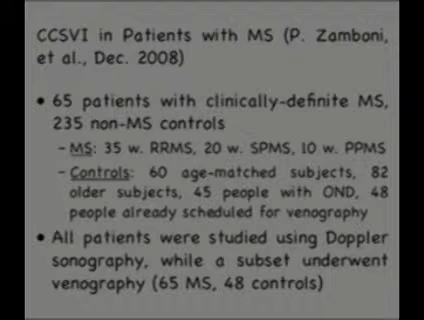 CCSVI in Patients with MS (P. Zamboni,
et al., Dec. 2008)
• 65 patients with clinically-definite MS,
235 non-MS controls
- MS: 35 w. RRMS, 20 w. SPMS, 10 w. PPMS
- Controls: 60 age-matched subjects, 82
older subjects, 45 people with OND, 48
people already scheduled for venography
• All patients were studied using Doppler
sonography, while a subset underwent
venography (65 MS, 48 controls)